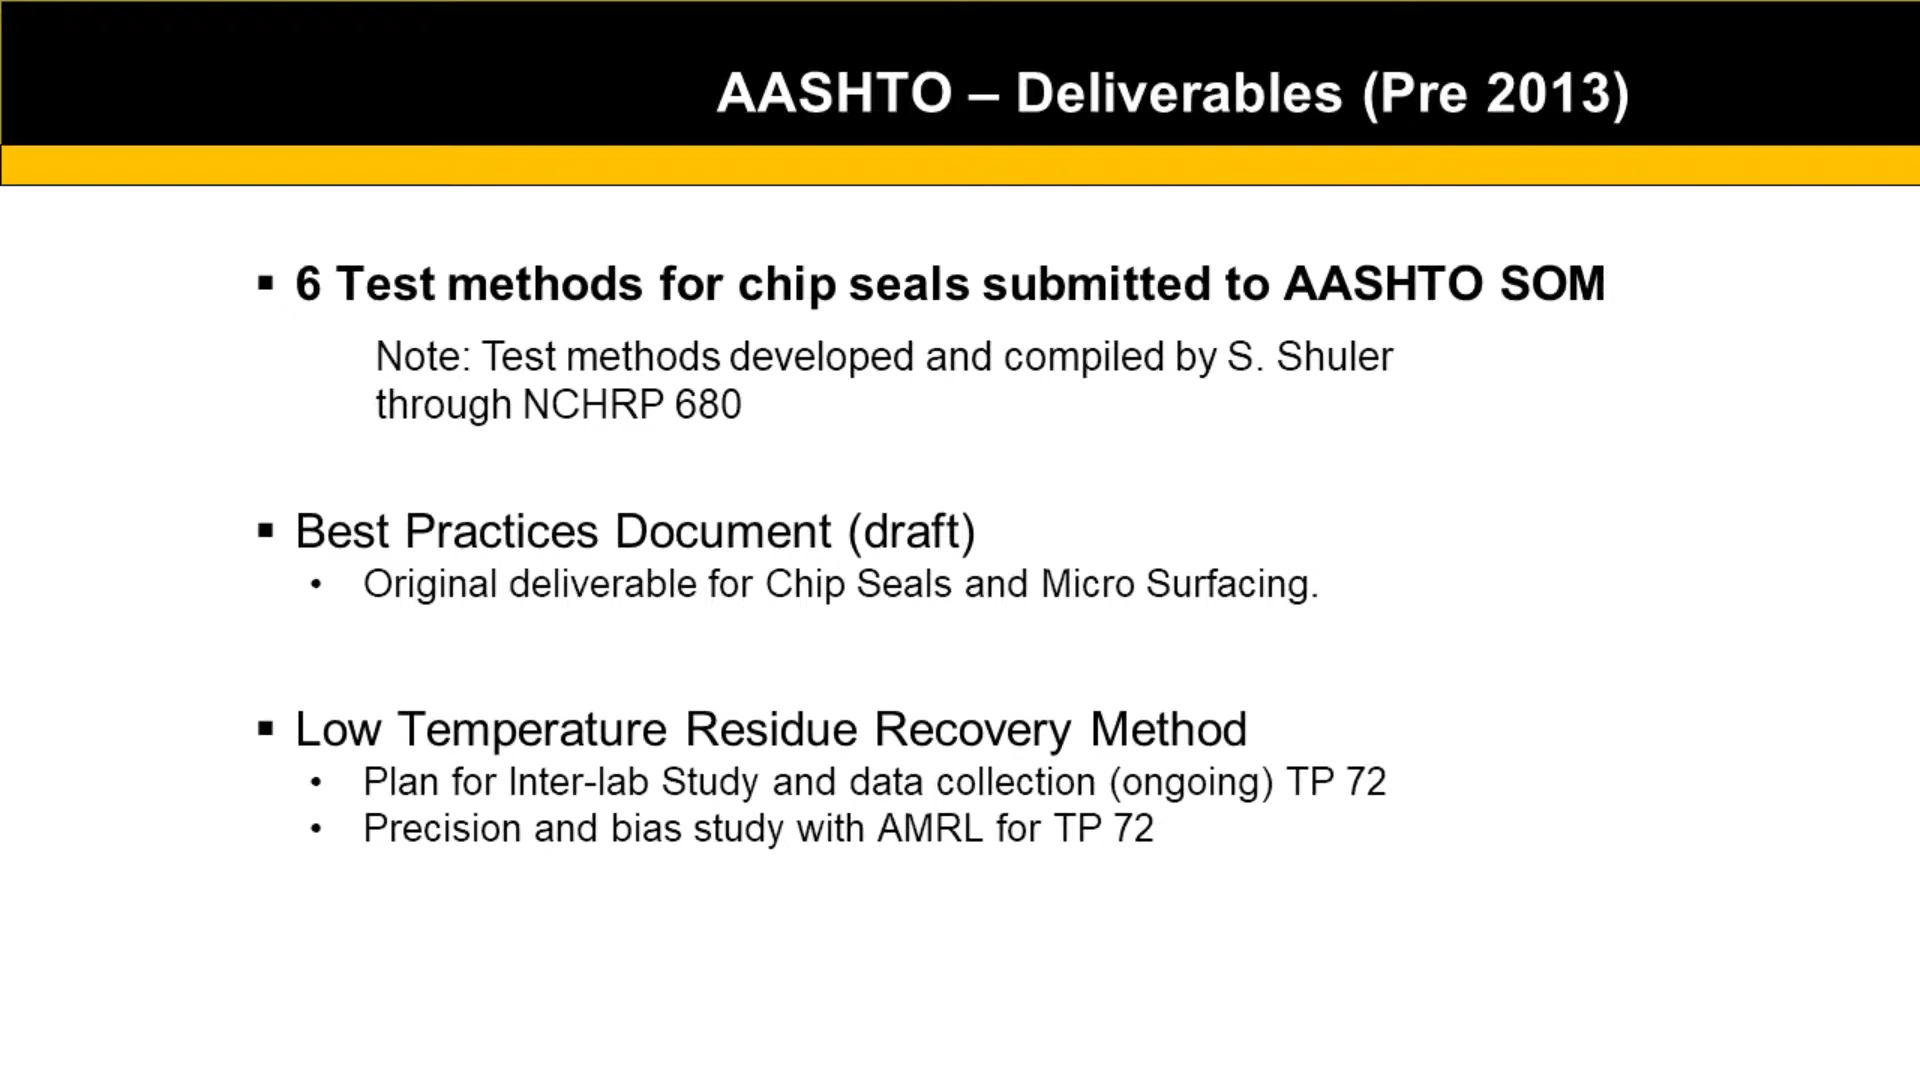 AASHTO – Deliverables (Pre 2013)
▪ 6 Test methods for chip seals submitted to AASHTO SOM
Note: Test methods developed and compiled by S. Shuler
through NCHRP 680
▪ Best Practices Document (draft)
• Original deliverable for Chip Seals and Micro Surfacing.
▪ Low Temperature Residue Recovery Method
• Plan for Inter-lab Study and data collection (ongoing) TP 72
• Precision and bias study with AMRL for TP 72